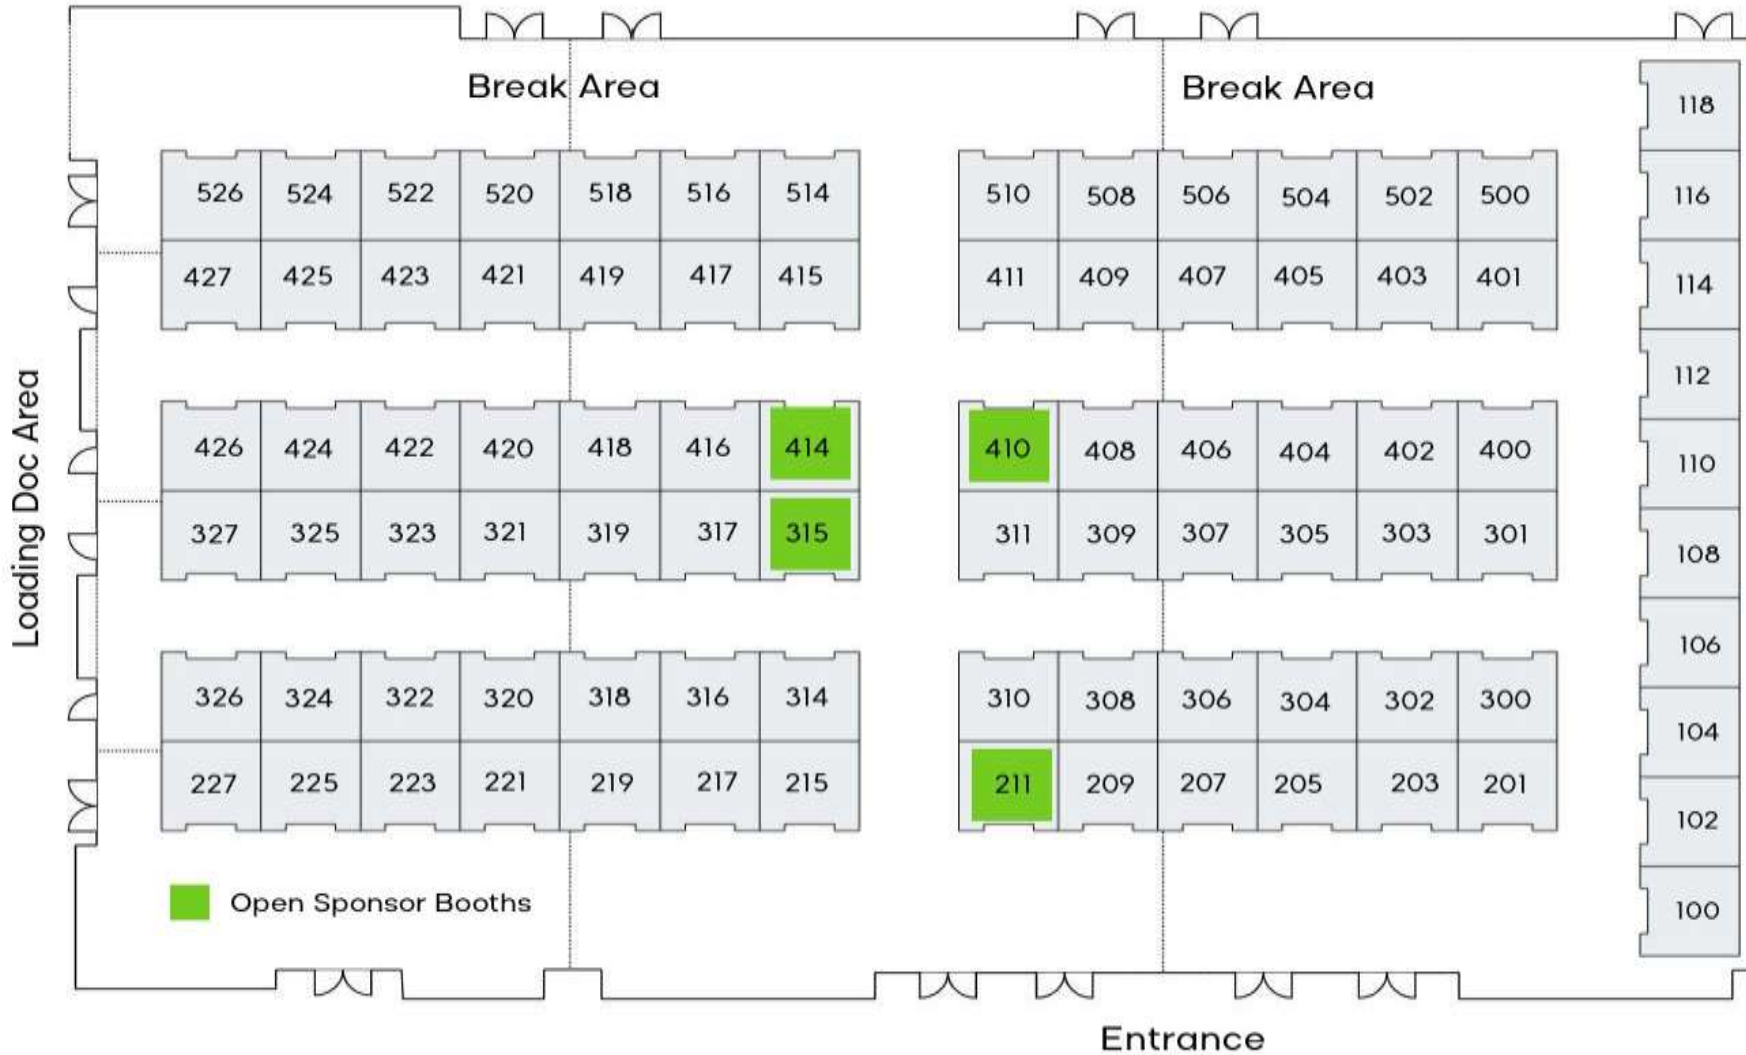 Break Area
Break Area
118
526 524 522 520 518 516 514 510 508 506 504 502 500 116
427 425 423 421 419 417 415 411 409 407 405 403 401 114
112
Loading Doc Area
426 424 422 420 418 416 414 410 408 406 404 402 400 110
327 325 323 321 319 317 315 311 309 307 305 303 301 108
106
326 324 322 320 318 316 314 310 308 306 304 302 300 104
227 225 223 221 219 217 215 211 209 207 205 203 201 102
Open Sponsor Booths
100
Entrance